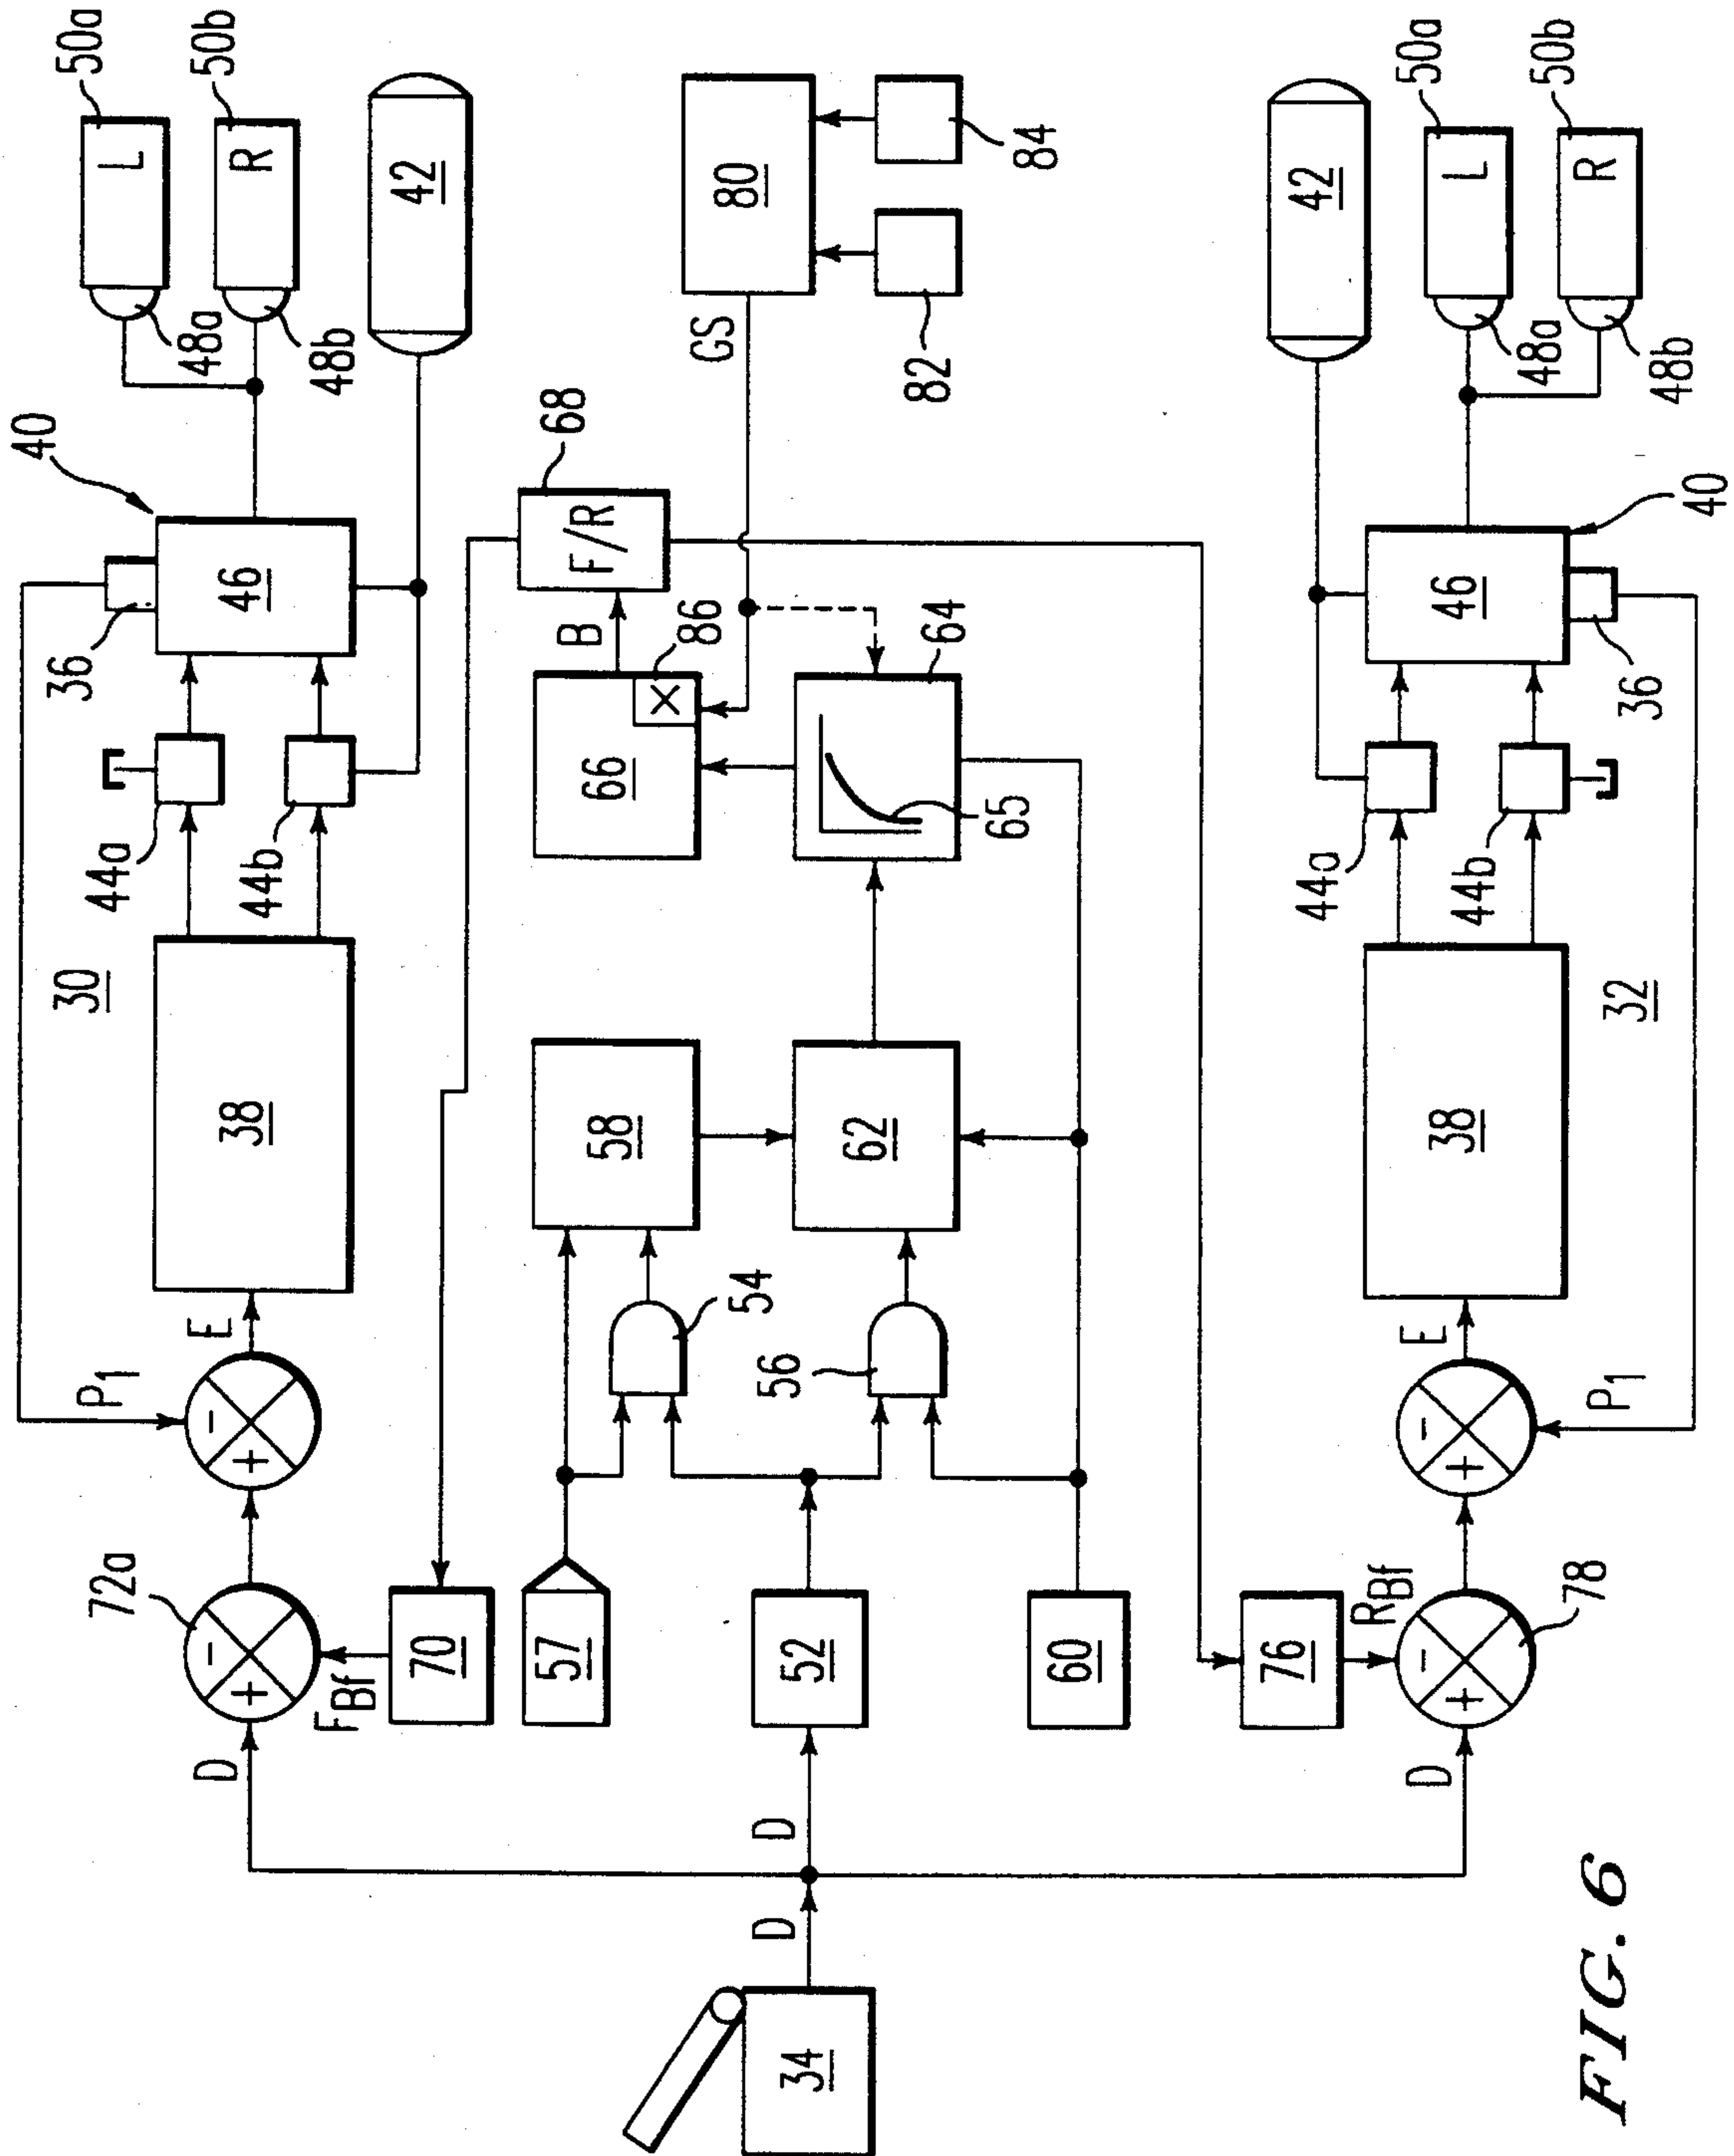 50a
50b
L
R
42
48a
48b
40
46
36
44a
44b
30
38
E
P1
72a
FBf
70
D
68
F/R
B
86
X
66
GS
80
84
82
64
65
58
62
54
56
57
52
60
D
D
34
42
50a
50b
L
R
48a
48b
40
46
36
44a
44b
32
38
E
P1
76
RBf
78
D
FIG. 6